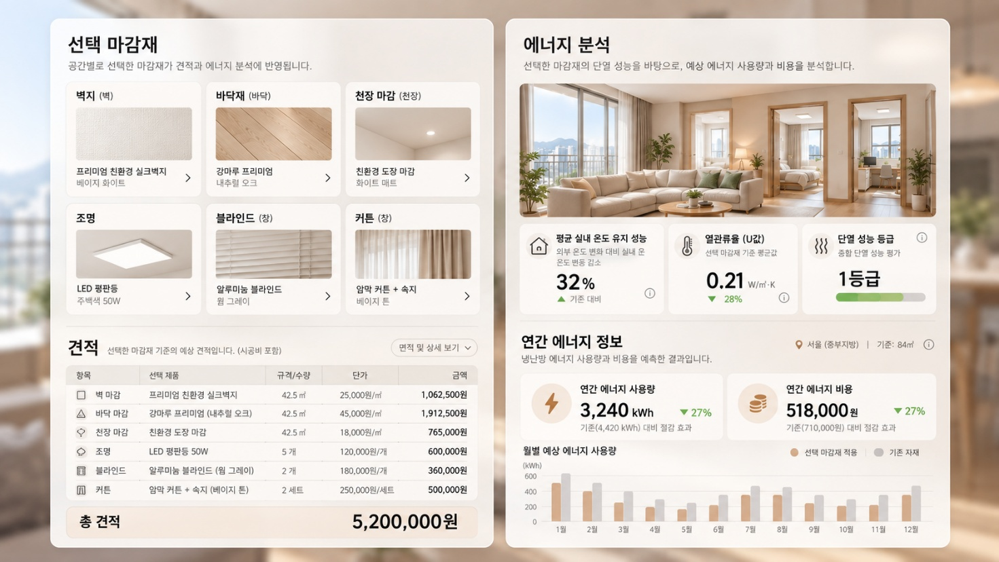 선택 마감재
공간별로 선택한 마감재가 견적과 에너지 분석에 반영됩니다.
벽지 (벽)
프리미엄 친환경 실크벽지
베이지 화이트
바닥재 (바닥)
강마루 프리미엄
내추럴 오크
천장 마감 (천장)
친환경 도장 마감
화이트 매트
조명
LED 평판등
주백색 50W
블라인드 (창)
알루미늄 블라인드
웜 그레이
커튼 (창)
암막 커튼 + 속지
베이지 톤
견적 선택한 마감재 기준의 예상 견적입니다. (시공비 포함)
면적 및 상세 보기
항목 선택 제품 규격/수량 단가 금액
벽 마감 프리미엄 친환경 실크벽지 42.5 ㎡ 25,000원/㎡ 1,062,500원
바닥 마감 강마루 프리미엄 (내추럴 오크) 42.5 ㎡ 45,000원/㎡ 1,912,500원
천장 마감 친환경 도장 마감 42.5 ㎡ 18,000원/㎡ 765,000원
조명 LED 평판등 50W 5 개 120,000원/개 600,000원
블라인드 알루미늄 블라인드 (웜 그레이) 2 개 180,000원/개 360,000원
커튼 암막 커튼 + 속지 (베이지 톤) 2 세트 250,000원/세트 500,000원
총 견적 5,200,000원
에너지 분석
선택한 마감재의 단열 성능을 바탕으로, 예상 에너지 사용량과 비용을 분석합니다.
평균 실내 온도 유지 성능
외부 온도 변화 대비 실내 온
온도 변동 감소
32%
▲ 기존 대비
열관류율 (U값)
선택 마감재 기준 평균값
0.21 W/㎡·K
▼ 28%
단열 성능 등급
종합 단열 성능 평가
1등급
연간 에너지 정보
냉난방 에너지 사용량과 비용을 예측한 결과입니다.
서울 (중부지방) | 기준: 84㎡
연간 에너지 사용량
3,240 kWh ▼ 27%
기존(4,420 kWh) 대비 절감 효과
연간 에너지 비용
518,000원 ▼ 27%
기존(710,000원) 대비 절감 효과
월별 예상 에너지 사용량
선택 마감재 적용 기존 자재
(kWh)
600
400
200
0
1월 2월 3월 4월 5월 6월 7월 8월 9월 10월 11월 12월